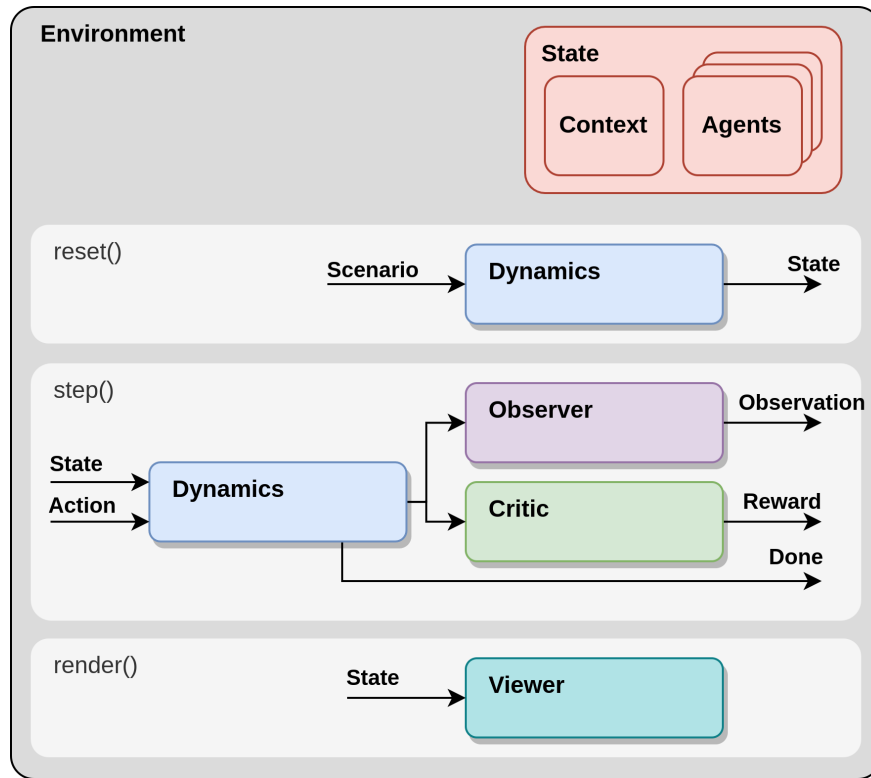 Environment
State
Context
Agents
reset()
Scenario
Dynamics
State
step()
Observer
Observation
State
Action
Dynamics
Critic
Reward
Done
render()
State
Viewer